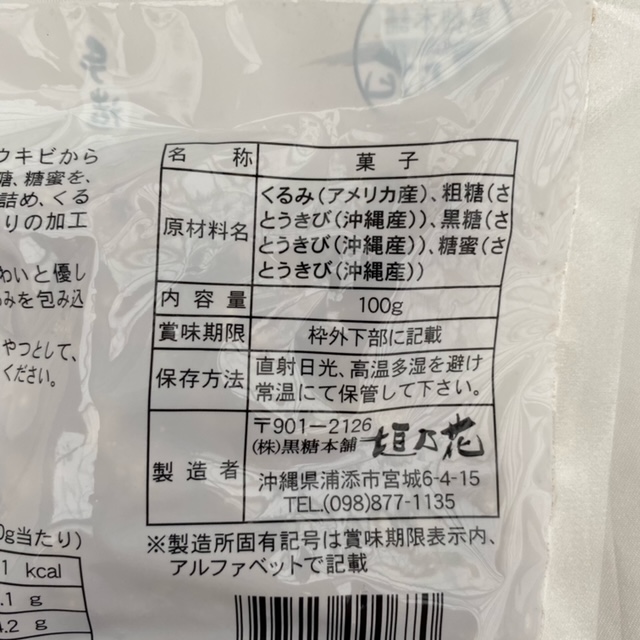 ウキビから
糖、糖蜜を、
詰め、くる
りの加工
わいと優し
みを包み込
やつとして、
ください。
名 称 菓子
原材料名 くるみ(アメリカ産)、粗糖(さ
とうきび(沖縄産))、黒糖(さ
とうきび(沖縄産))、糖蜜(さ
とうきび(沖縄産))
内容量 100g
賞味期限 枠外下部に記載
保存方法 直射日光、高温多湿を避け
常温にて保管して下さい。
製造者 〒901-2126
(株)黒糖本舗 垣乃花
沖縄県浦添市宮城6-4-15
TEL.(098)877-1135
※製造所固有記号は賞味期限表示内、
アルファベットで記載
0g当たり)
1 kcal
.1 g
4.2 g